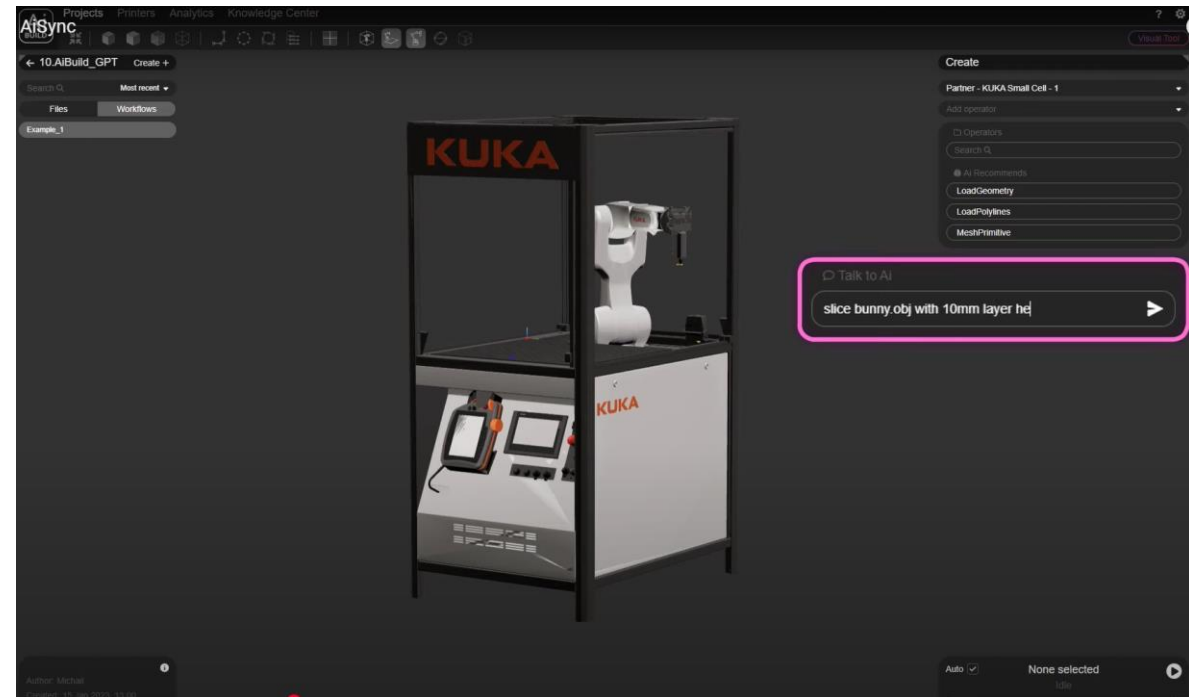 Projects Printers Analytics Knowledge Center ?
AiSync
BUILD
Visual Tool
← 10.AiBuild_GPT Create +
Search Most recent
Files Workflows
Example_1
Create
Partner - KUKA Small Cell - 1
Add operator
Operators
Search
Ai Recommends
LoadGeometry
LoadPolylines
MeshPrimitive
Talk to Ai
slice bunny.obj with 10mm layer he
KUKA
KUKA
Author: Michail
Auto None selected
Idle